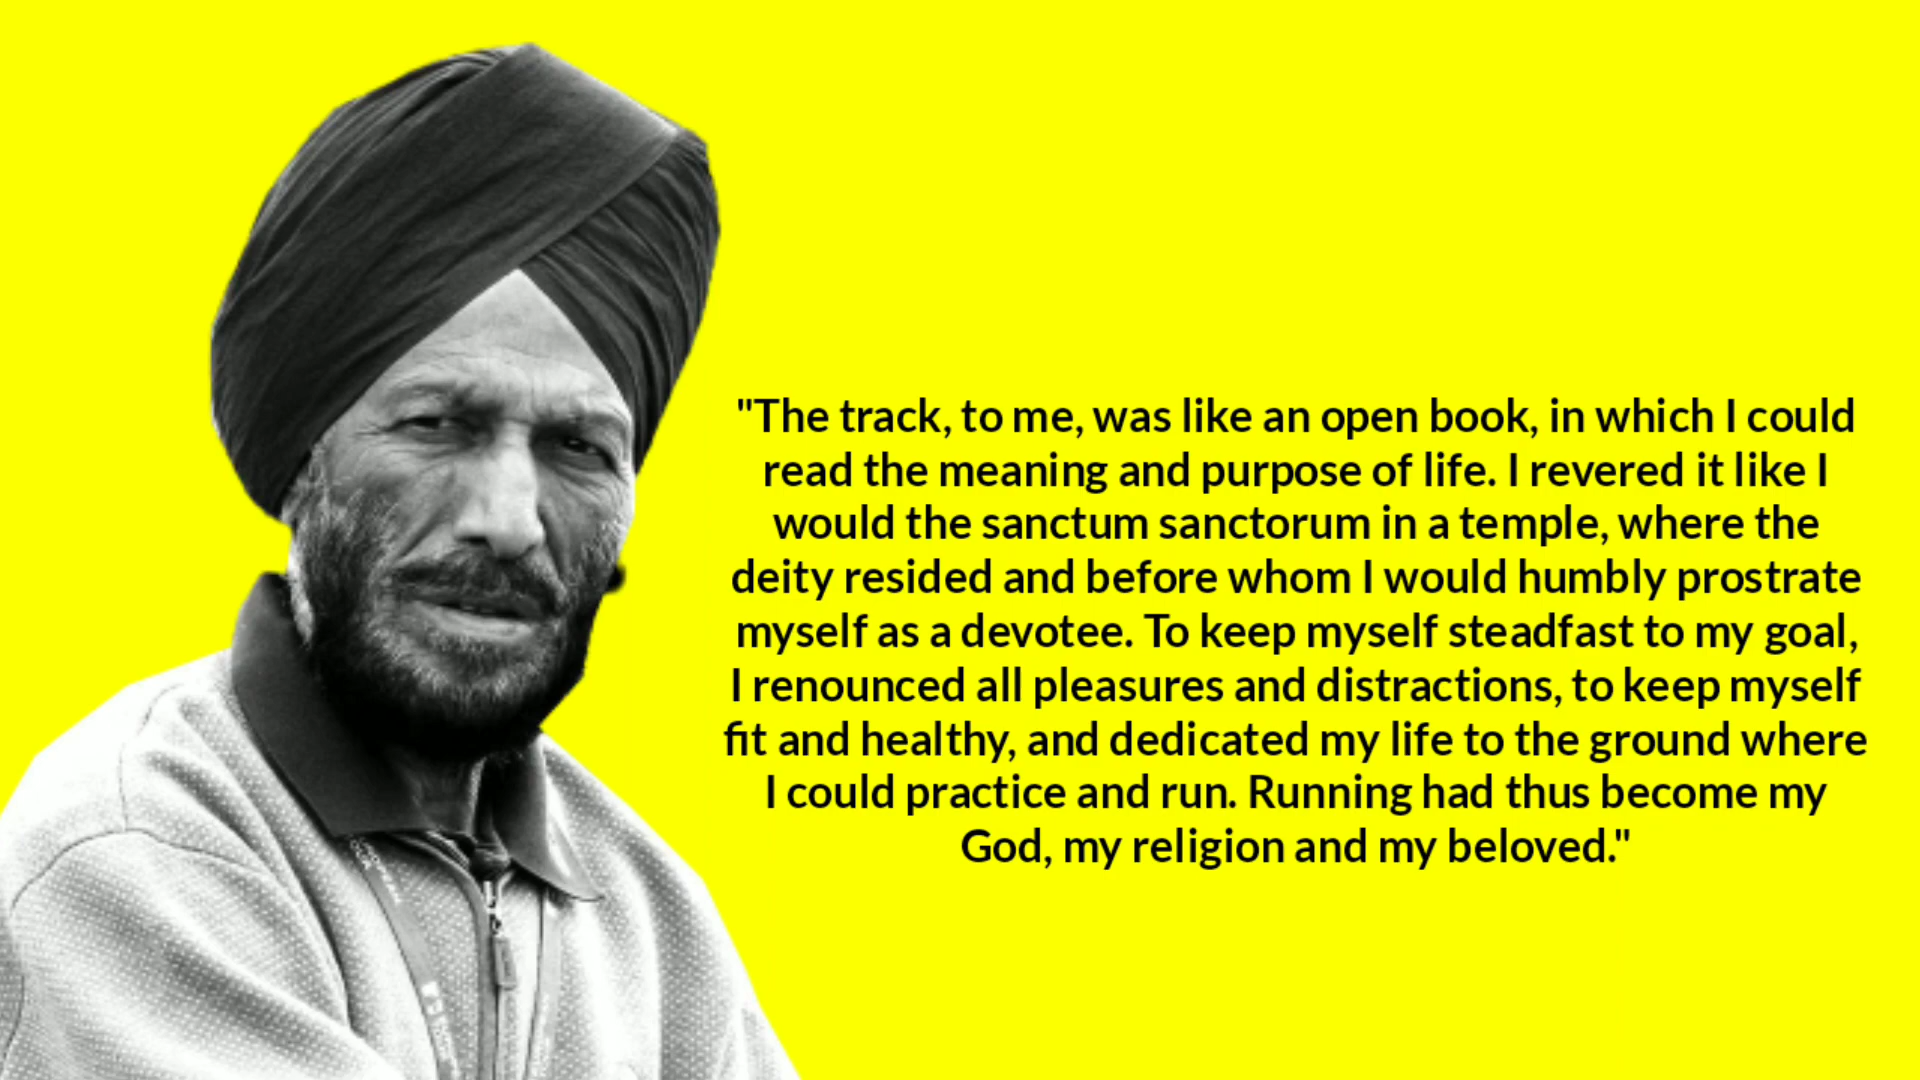 "The track, to me, was like an open book, in which I could
read the meaning and purpose of life. I revered it like I
would the sanctum sanctorum in a temple, where the
deity resided and before whom I would humbly prostrate
myself as a devotee. To keep myself steadfast to my goal,
I renounced all pleasures and distractions, to keep myself
fit and healthy, and dedicated my life to the ground where
I could practice and run. Running had thus become my
God, my religion and my beloved."